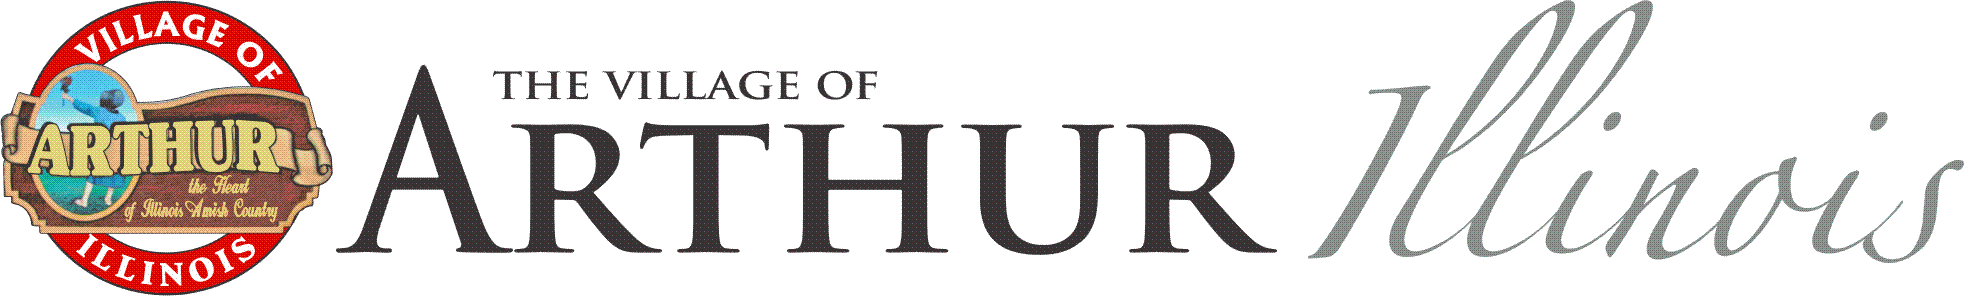 VILLAGE OF
ARTHUR
the Heart
of Illinois Amish Country
ILLINOIS
THE VILLAGE OF
ARTHUR Illinois